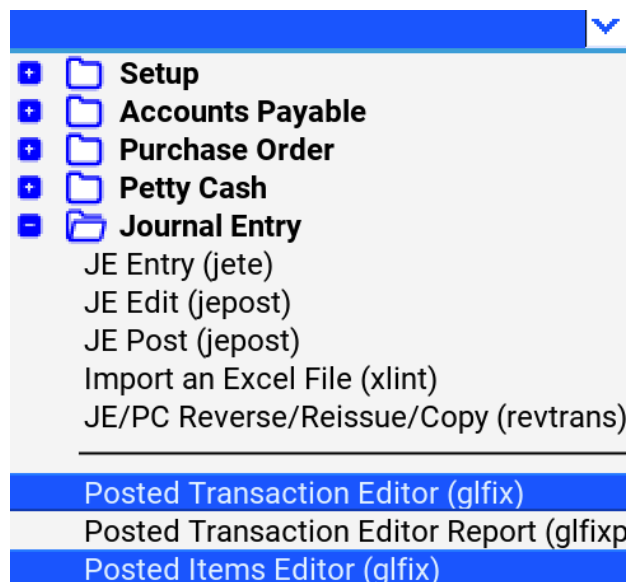 Setup
Accounts Payable
Purchase Order
Petty Cash
Journal Entry
JE Entry (jete)
JE Edit (jepost)
JE Post (jepost)
Import an Excel File (xlint)
JE/PC Reverse/Reissue/Copy (revtrans)
Posted Transaction Editor (glfix)
Posted Transaction Editor Report (glfixp
Posted Items Editor (glfix)